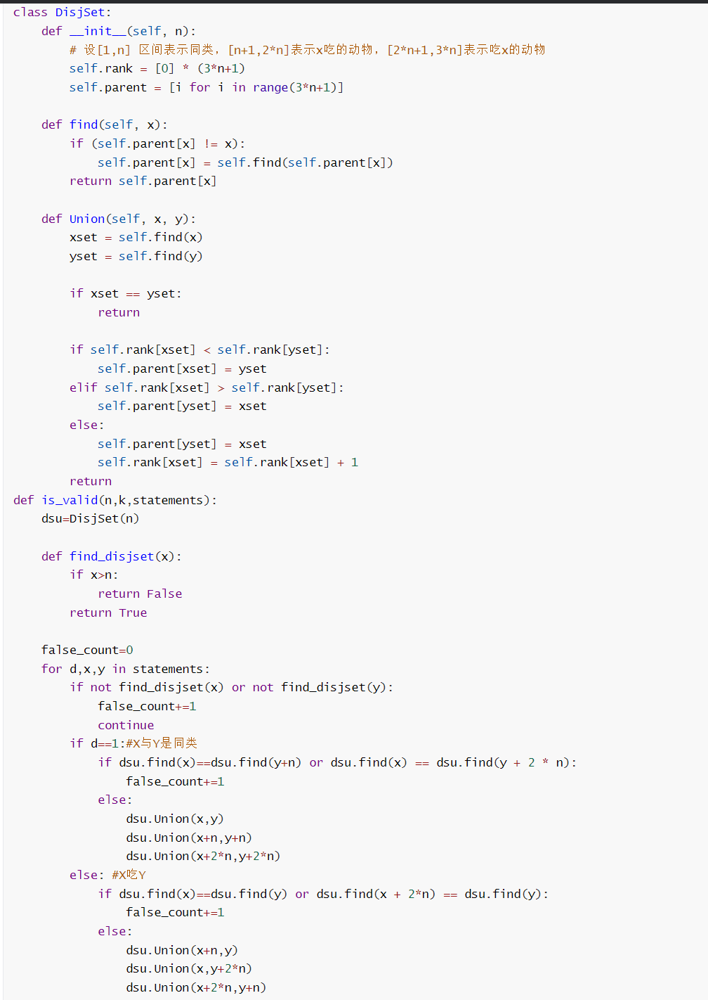 class DisjSet:
    def __init__(self, n):
        # 设[1,n] 区间表示同类，[n+1,2*n]表示x吃的动物，[2*n+1,3*n]表示吃x的动物
        self.rank = [0] * (3*n+1)
        self.parent = [i for i in range(3*n+1)]

    def find(self, x):
        if (self.parent[x] != x):
            self.parent[x] = self.find(self.parent[x])
        return self.parent[x]

    def Union(self, x, y):
        xset = self.find(x)
        yset = self.find(y)

        if xset == yset:
            return

        if self.rank[xset] < self.rank[yset]:
            self.parent[xset] = yset
        elif self.rank[xset] > self.rank[yset]:
            self.parent[yset] = xset
        else:
            self.parent[yset] = xset
            self.rank[xset] = self.rank[xset] + 1
        return
def is_valid(n,k,statements):
    dsu=DisjSet(n)

    def find_disjset(x):
        if x>n:
            return False
        return True

    false_count=0
    for d,x,y in statements:
        if not find_disjset(x) or not find_disjset(y):
            false_count+=1
            continue
        if d==1:#X与Y是同类
            if dsu.find(x)==dsu.find(y+n) or dsu.find(x) == dsu.find(y + 2 * n):
                false_count+=1
            else:
                dsu.Union(x,y)
                dsu.Union(x+n,y+n)
                dsu.Union(x+2*n,y+2*n)
        else: #X吃Y
            if dsu.find(x)==dsu.find(y) or dsu.find(x + 2*n) == dsu.find(y):
                false_count+=1
            else:
                dsu.Union(x+n,y)
                dsu.Union(x,y+2*n)
                dsu.Union(x+2*n,y+n)